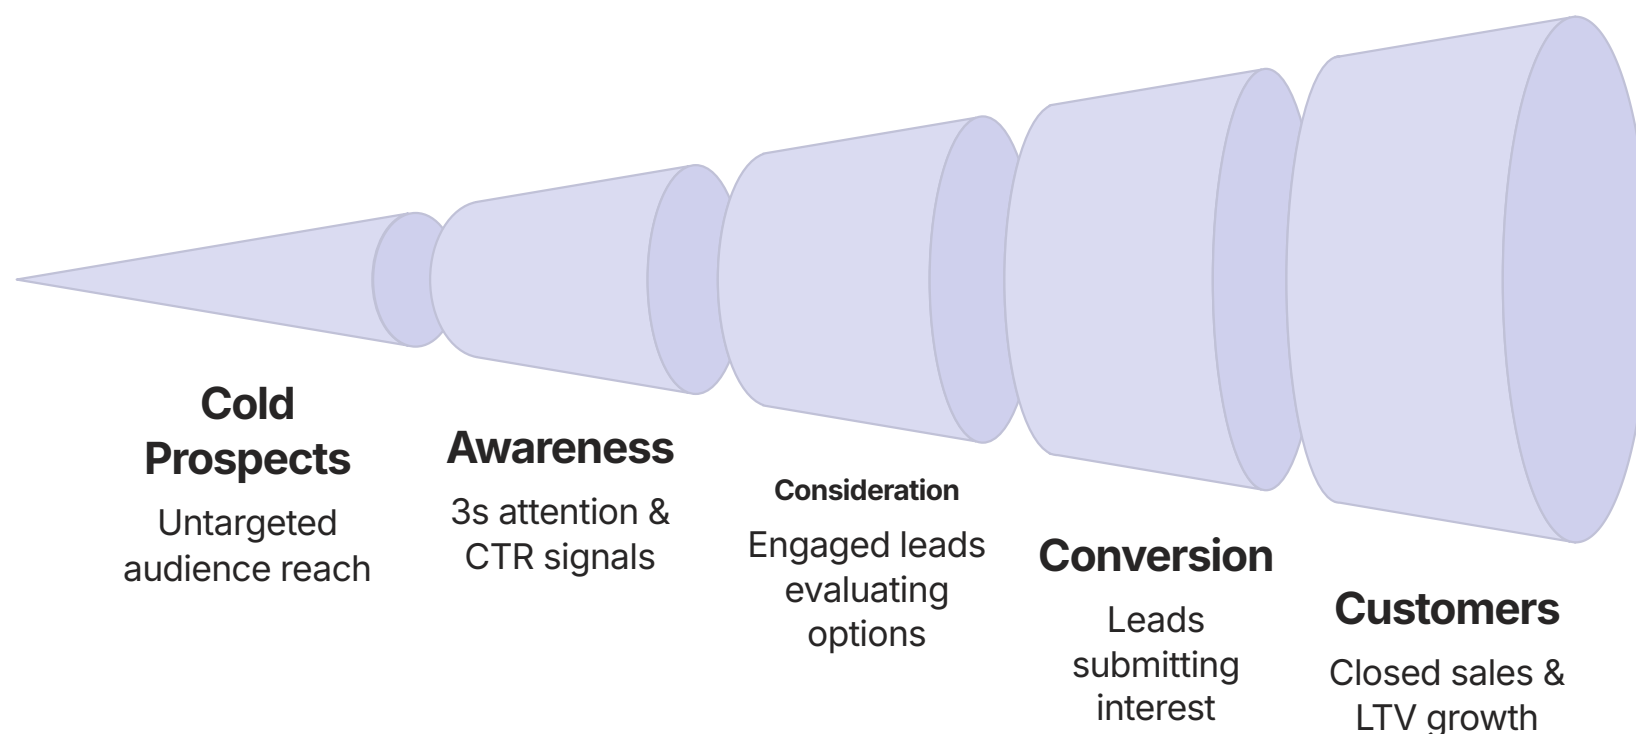 Cold
Prospects
Untargeted
audience reach
Awareness
3s attention &
CTR signals
Consideration
Engaged leads
evaluating
options
Conversion
Leads
submitting
interest
Customers
Closed sales &
LTV growth